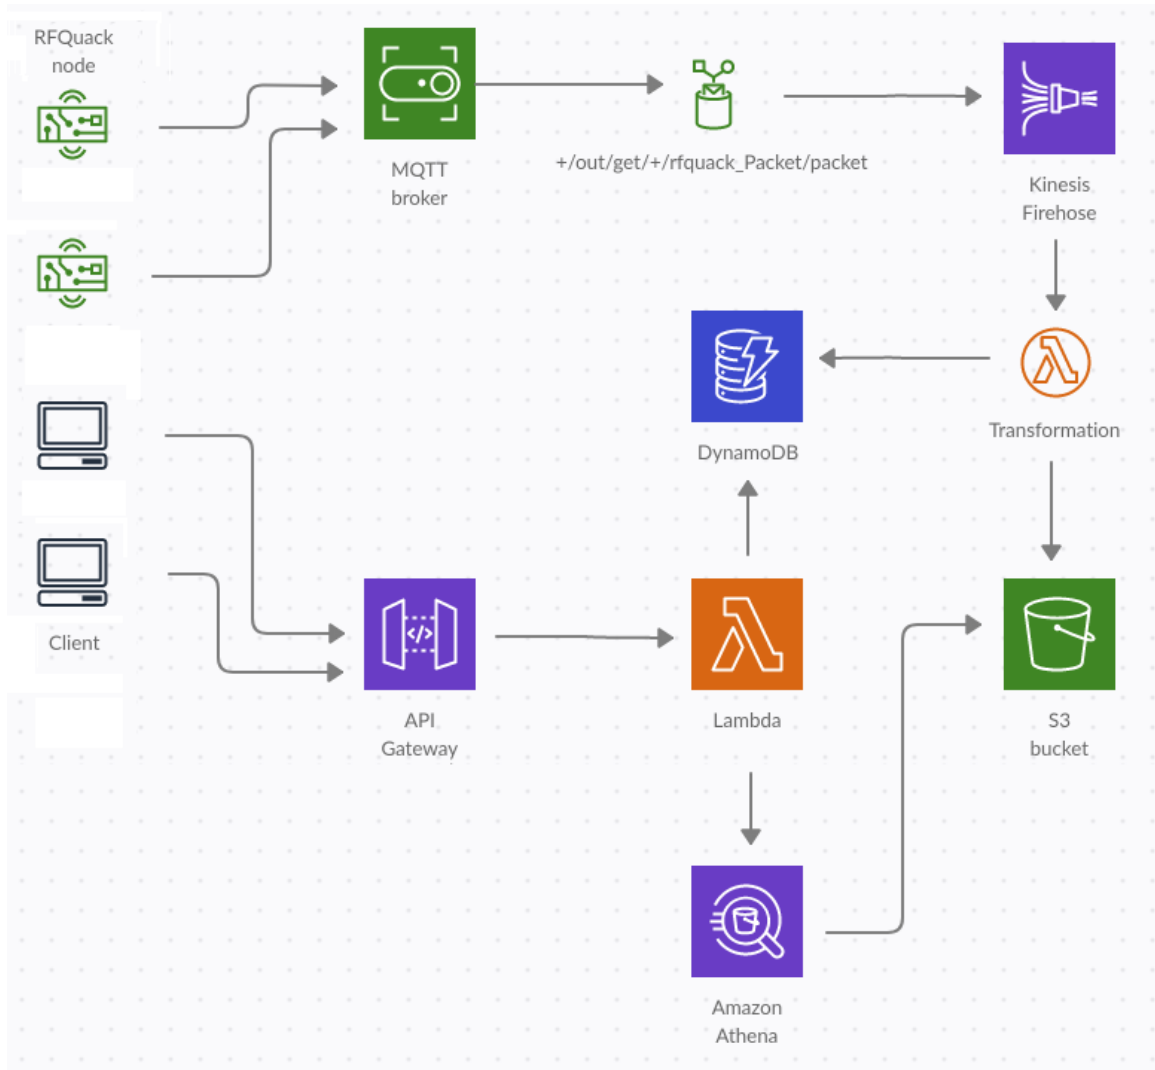 RFQuack
node
MQTT
broker
+/out/get/+/rfquack_Packet/packet
Kinesis
Firehose
DynamoDB
Transformation
Client
</>
API
Gateway
Lambda
S3
bucket
Amazon
Athena